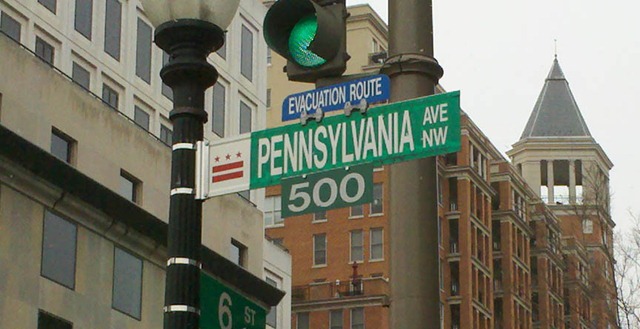 EVACUATION ROUTE
PENNSYLVANIA AVE NW
500
6 ST